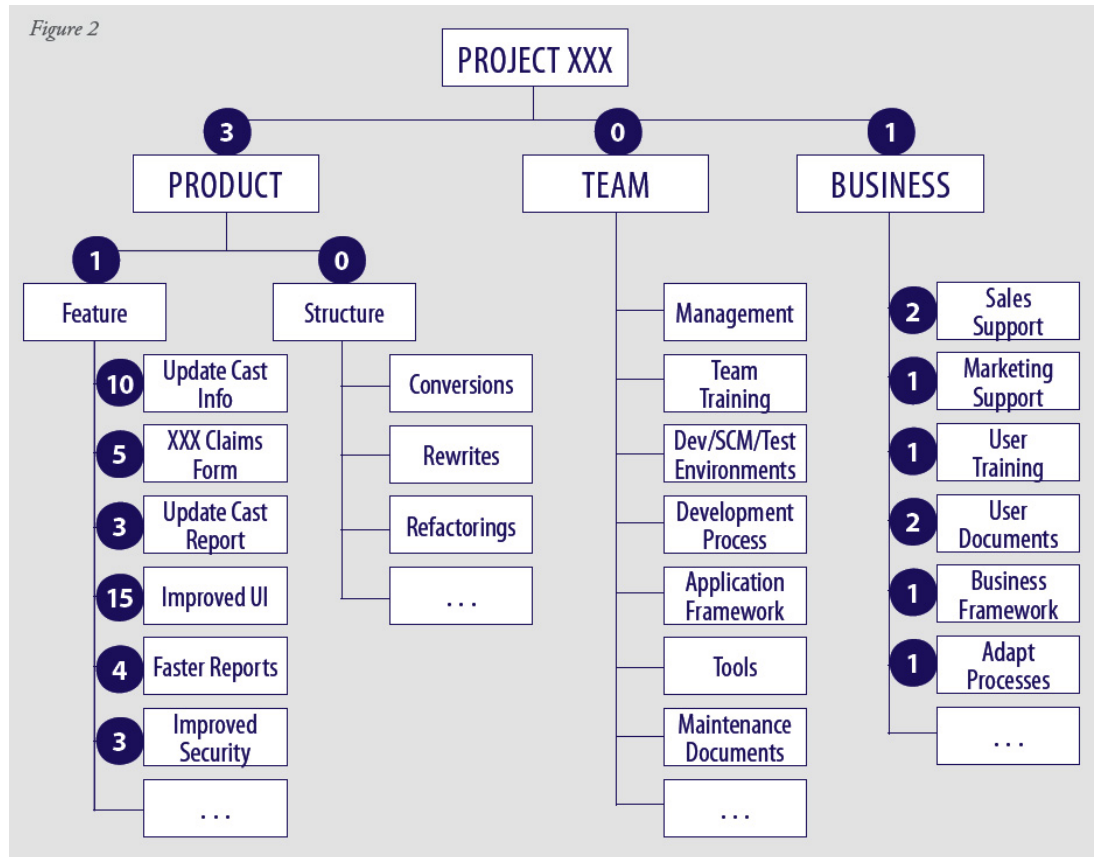 Figure 2
PROJECT XXX
3
0
1
PRODUCT
TEAM
BUSINESS
1
0
Feature
Structure
10
Update Cast
Info
5
XXX Claims
Form
3
Update Cast
Report
15
Improved UI
4
Faster Reports
3
Improved
Security
. . .
Conversions
Rewrites
Refactorings
. . .
Management
Team
Training
Dev/SCM/Test
Environments
Development
Process
Application
Framework
Tools
Maintenance
Documents
. . .
2
Sales
Support
1
Marketing
Support
1
User
Training
2
User
Documents
1
Business
Framework
1
Adapt
Processes
. . .